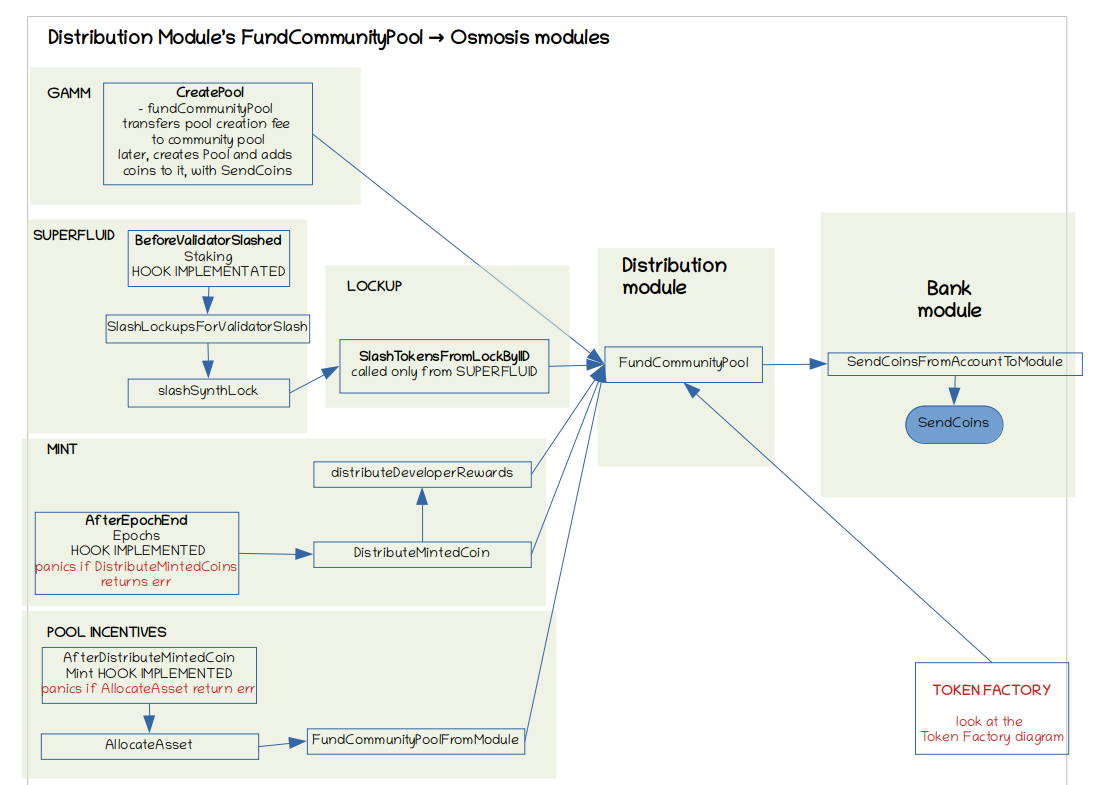 Distribution Module's FundCommunityPool → Osmosis modules
GAMM
CreatePool
- fundCommunityPool
transfers pool creation fee
to community pool
later, creates Pool and adds
coins to it, with SendCoins
SUPERFLUID
BeforeValidatorSlashed
Staking
HOOK IMPLEMENTATED
SlashLockupsForValidatorSlash
slashSynthLock
LOCKUP
SlashTokensFromLockByIID
called only from SUPERFLUID
Distribution
module
FundCommunityPool
Bank
module
SendCoinsFromAccountToModule
SendCoins
MINT
distributeDeveloperRewards
AfterEpochEnd
Epochs
HOOK IMPLEMENTED
panics if DistributeMintedCoins
returns err
DistributeMintedCoin
POOL INCENTIVES
AfterDistributeMintedCoin
Mint HOOK IMPLEMENTED
panics if AllocateAsset return err
AllocateAsset
FundCommunityPoolFromModule
TOKEN FACTORY
look at the
Token Factory diagram